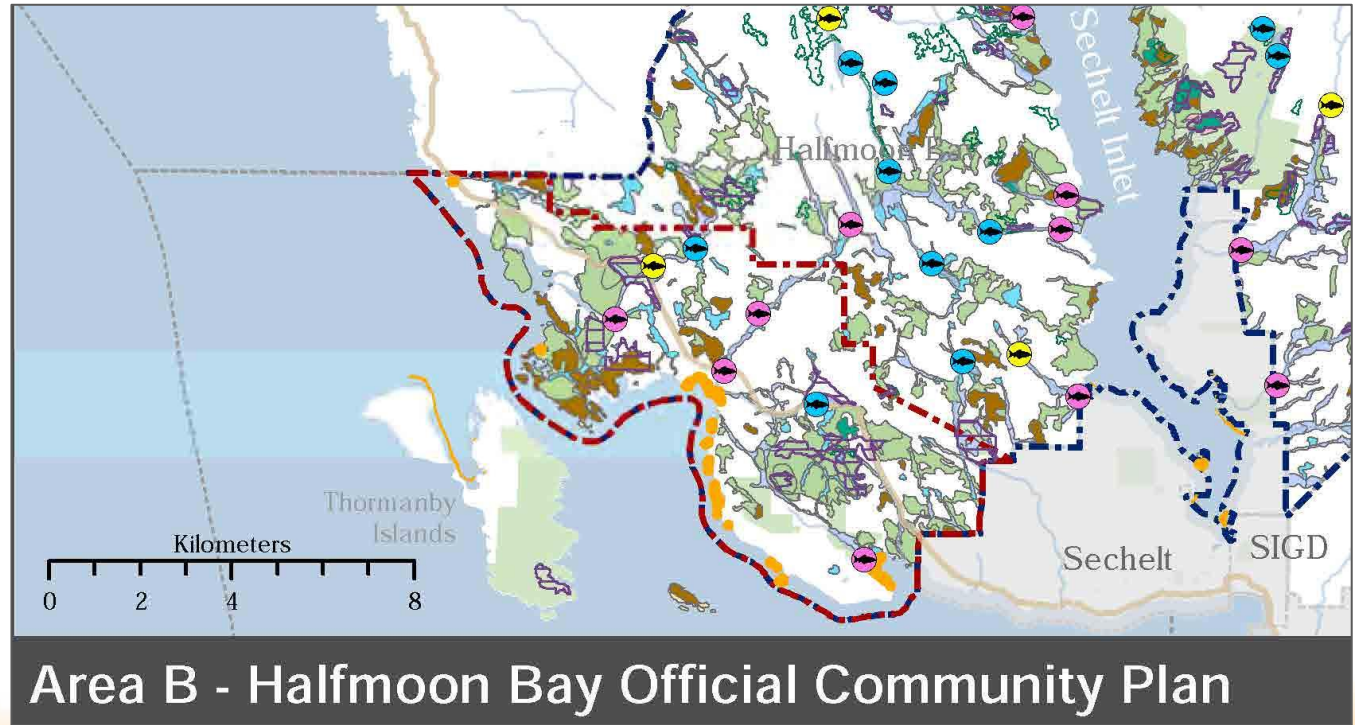 Sechelt Inlet
Halfmoon Bay
Thormanby
Islands
Kilometers
0 2 4 8
Sechelt
SIGD
Area B - Halfmoon Bay Official Community Plan